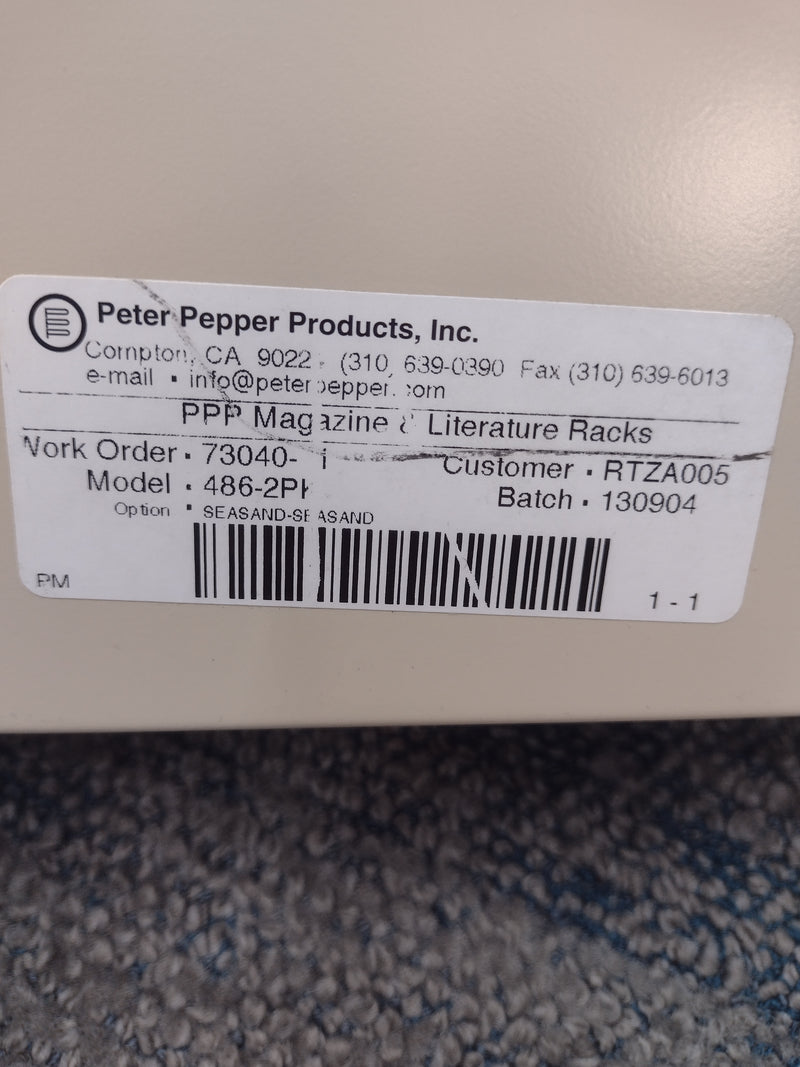 Peter Pepper Products, Inc.
Compton, CA 9022 (310) 639-0390 Fax (310) 639-6013
e-mail ▪ info@peterpepper.com
PPP Magazine & Literature Racks
Work Order ▪ 73040- Customer ▪ RTZA005
Model ▪ 486-2P Batch ▪ 130904
Option ▪ SEASAND-SEASAND
PM 1 - 1